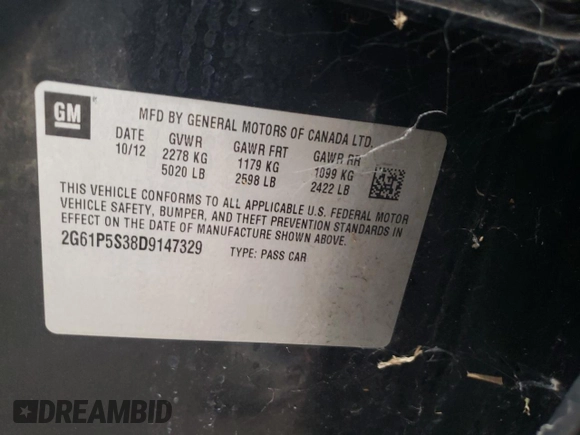 GM
MFD BY GENERAL MOTORS OF CANADA LTD.
DATE GVWR GAWR FRT GAWR RR
10/12 2278 KG 1179 KG 1099 KG
5020 LB 2598 LB 2422 LB
THIS VEHICLE CONFORMS TO ALL APPLICABLE U.S. FEDERAL MOTOR
VEHICLE SAFETY, BUMPER, AND THEFT PREVENTION STANDARDS IN
EFFECT ON THE DATE OF MANUFACTURE SHOWN ABOVE.
2G61P5S38D9147329 TYPE: PASS CAR
DREAMBID